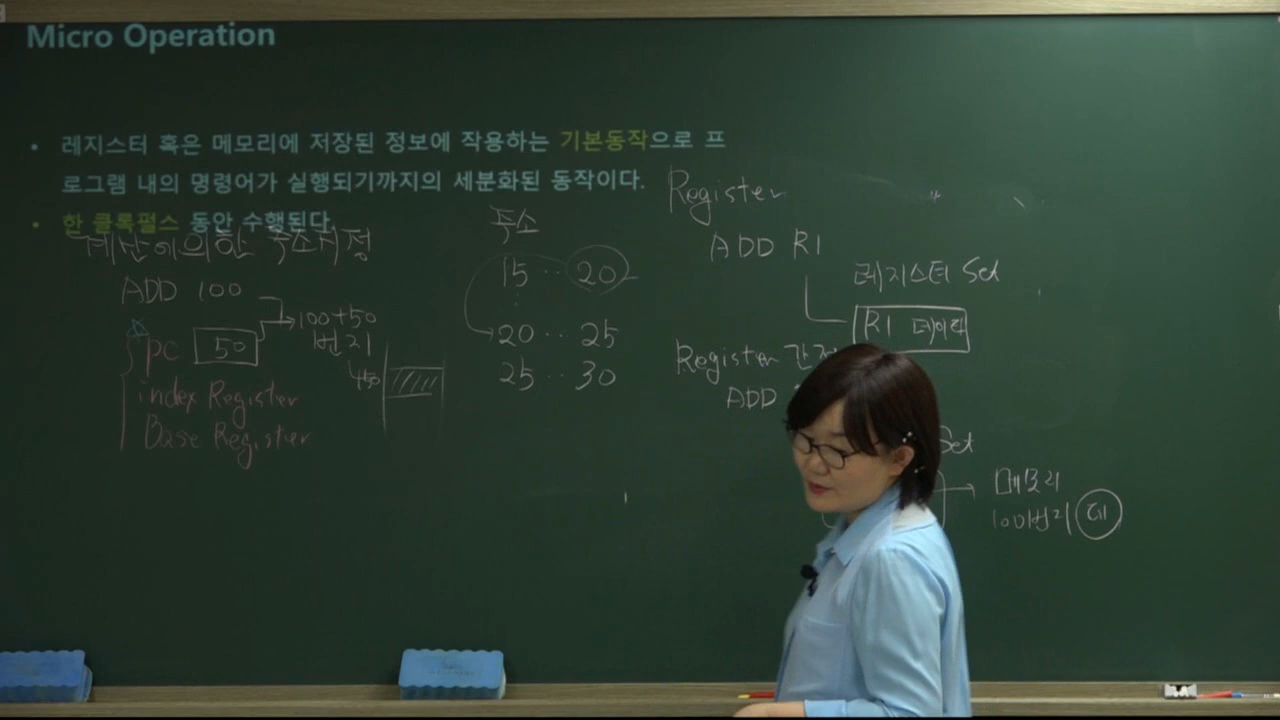 Micro Operation
• 레지스터 혹은 메모리에 저장된 정보에 작용하는 기본동작으로 프
로그램 내의 명령어가 실행되기까지의 세분화된 동작이다.
• 한 클록펄스 동안 수행된다.
계산에의한 주소지정
ADD 100
PC 50
100+50
번지
150
index Register
Base Register
주소
15 ·· 20
20 ·· 25
25 ·· 30
Register
ADD R1
레지스터 Set
R1 데이타
Register 간접
ADD
Set
메모리
100번지 데